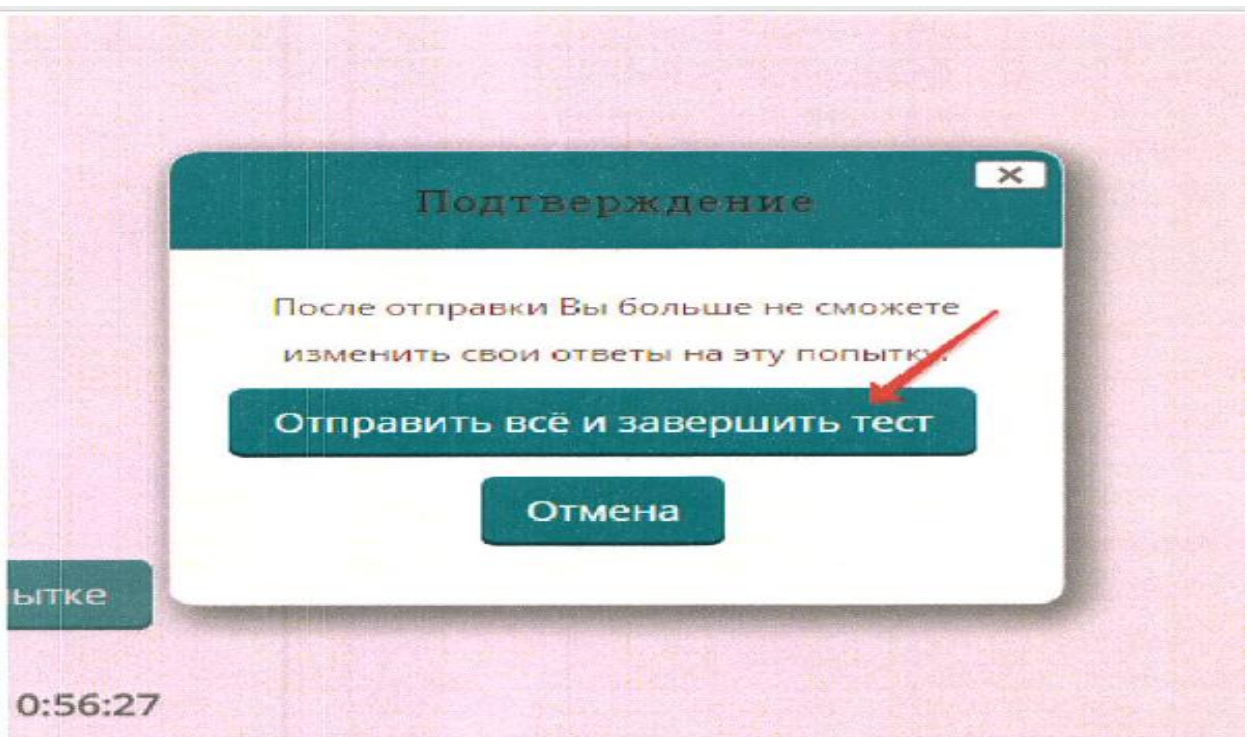 Подтверждение
После отправки Вы больше не сможете
изменить свои ответы на эту попытку.
Отправить всё и завершить тест
Отмена
ытке
0:56:27